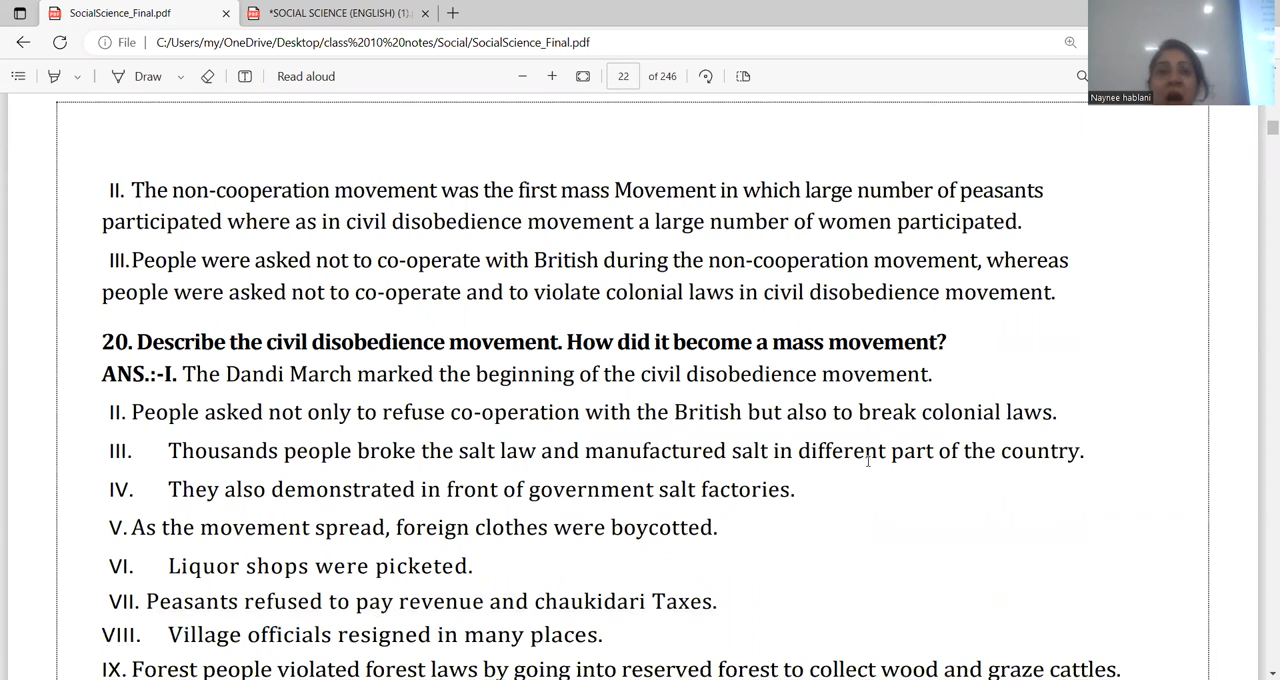 SocialScience_Final.pdf
*SOCIAL SCIENCE (ENGLISH) (1).
File C:/Users/my/OneDrive/Desktop/class%2010%20notes/Social/SocialScience_Final.pdf
Draw Read aloud 22 of 246
Naynee hablani
II. The non-cooperation movement was the first mass Movement in which large number of peasants
participated where as in civil disobedience movement a large number of women participated.
III.People were asked not to co-operate with British during the non-cooperation movement, whereas
people were asked not to co-operate and to violate colonial laws in civil disobedience movement.
20. Describe the civil disobedience movement. How did it become a mass movement?
ANS.:-I. The Dandi March marked the beginning of the civil disobedience movement.
II. People asked not only to refuse co-operation with the British but also to break colonial laws.
III. Thousands people broke the salt law and manufactured salt in different part of the country.
IV. They also demonstrated in front of government salt factories.
V. As the movement spread, foreign clothes were boycotted.
VI. Liquor shops were picketed.
VII. Peasants refused to pay revenue and chaukidari Taxes.
VIII. Village officials resigned in many places.
IX. Forest people violated forest laws by going into reserved forest to collect wood and graze cattles.